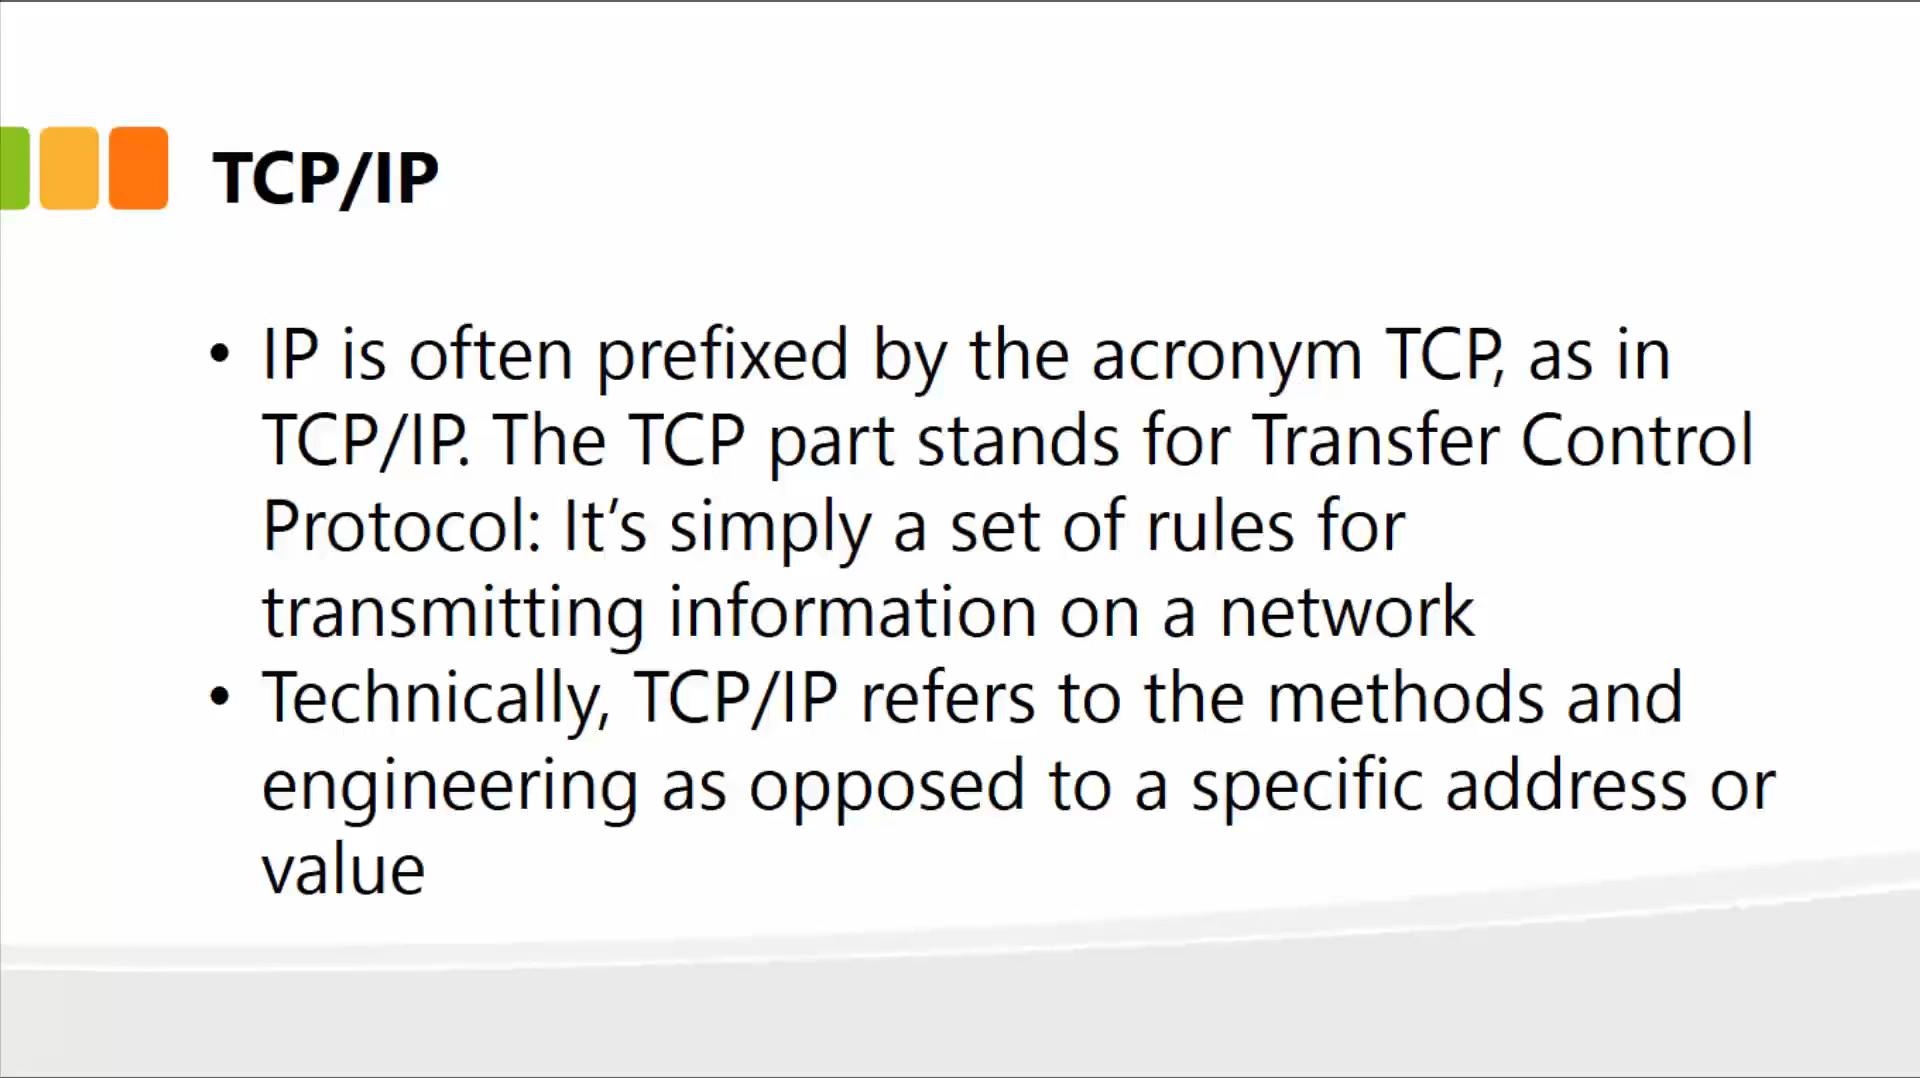 TCP/IP
• IP is often prefixed by the acronym TCP, as in
TCP/IP. The TCP part stands for Transfer Control
Protocol: It’s simply a set of rules for
transmitting information on a network
• Technically, TCP/IP refers to the methods and
engineering as opposed to a specific address or
value